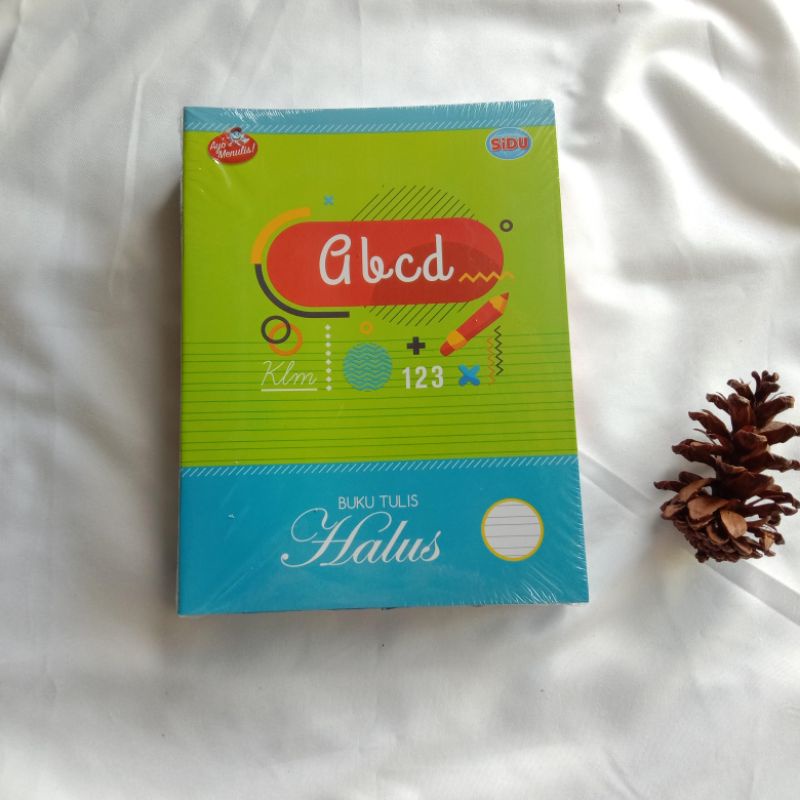 Ayo
Menulis!
SiDU
abcd
Klm
123
BUKU TULIS
Halus